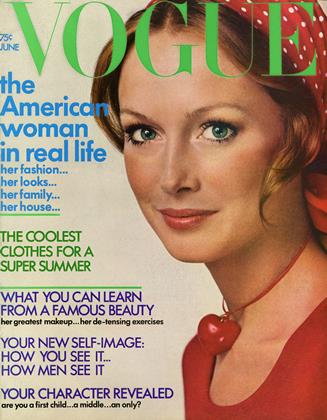 VOGUE
75¢
JUNE
the
American
woman
in real life
her fashion...
her looks...
her family...
her house...
THE COOLEST
CLOTHES FOR A
SUPER SUMMER
WHAT YOU CAN LEARN
FROM A FAMOUS BEAUTY
her greatest makeup...her de-tensing exercises
YOUR NEW SELF-IMAGE:
HOW YOU SEE IT...
HOW MEN SEE IT
YOUR CHARACTER REVEALED
are you a first child...a middle...an only?